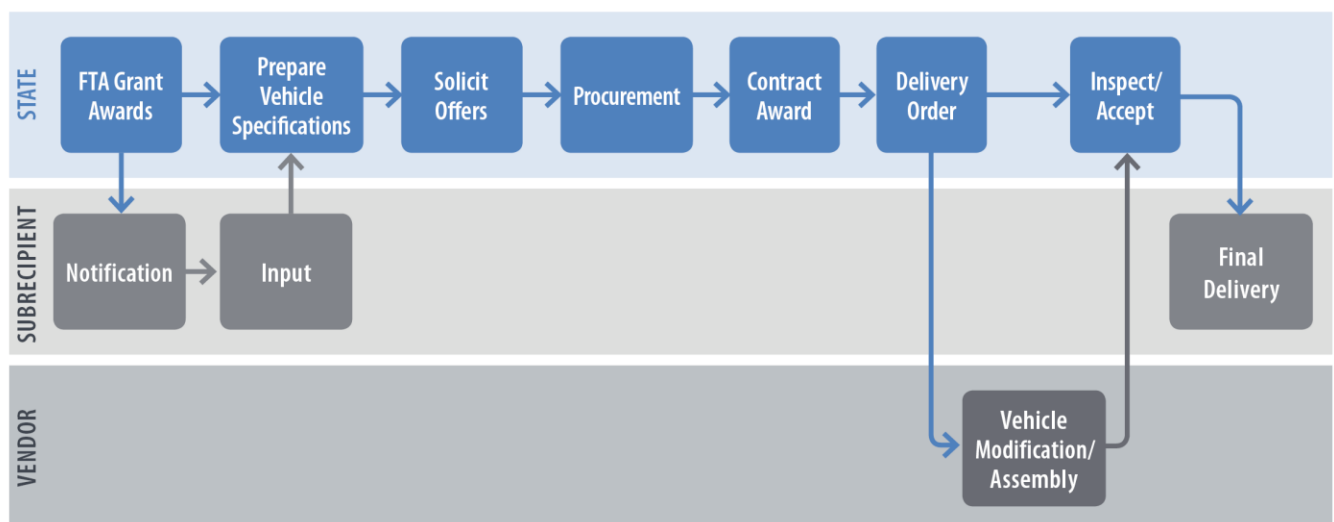 STATE
FTA Grant
Awards
Prepare
Vehicle
Specifications
Solicit
Offers
Procurement
Contract
Award
Delivery
Order
Inspect/
Accept
SUBRECIPIENT
Notification
Input
Final
Delivery
VENDOR
Vehicle
Modification/
Assembly